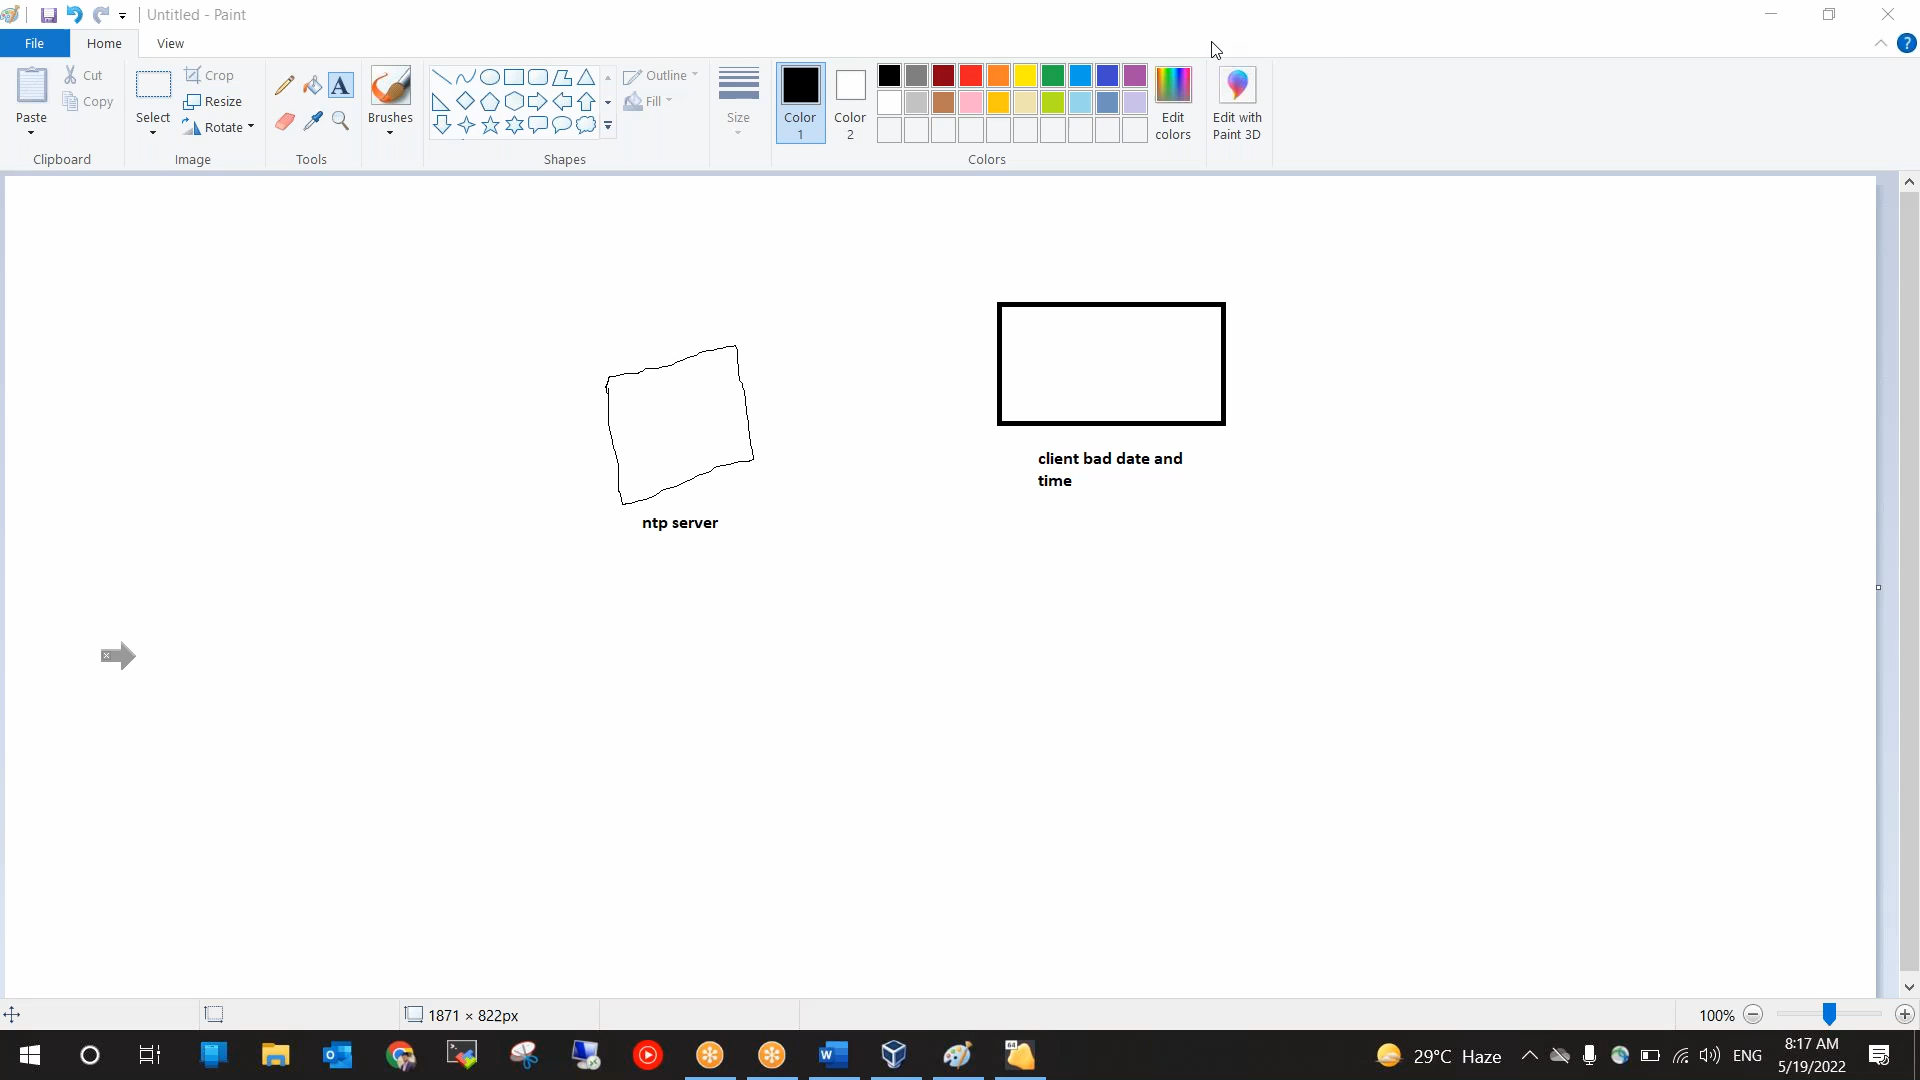 Untitled - Paint
File
Home
View
Paste
Cut
Copy
Clipboard
Select
Crop
Resize
Rotate
Image
A
Tools
Brushes
Shapes
Outline
Fill
Size
Color
1
Color
2
Edit
colors
Colors
Edit with
Paint 3D
?
client bad date and
time
ntp server
x
1871 × 822px
100%
W
64
29°C Haze
ENG
8:17 AM
5/19/2022